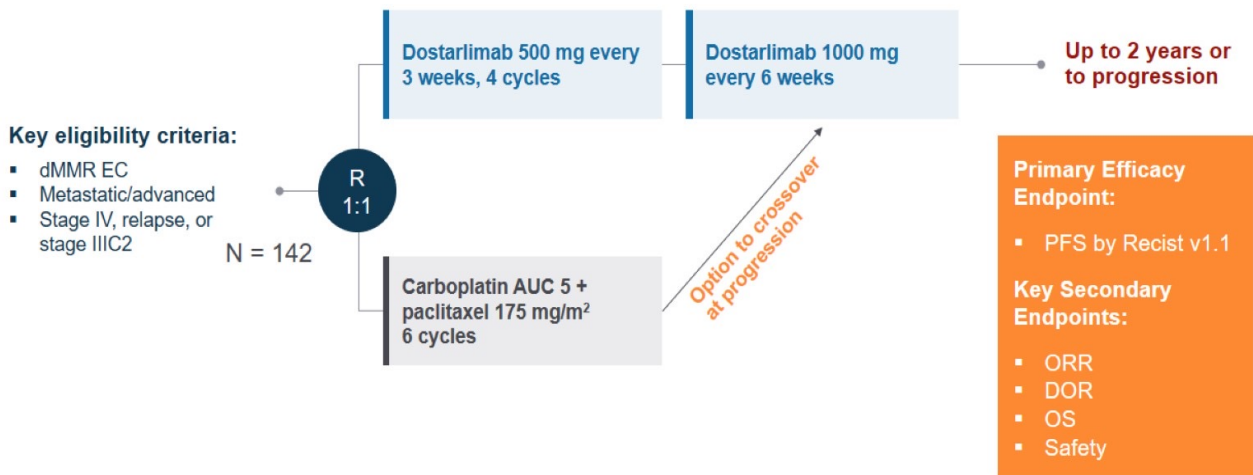 Dostarlimab 500 mg every
3 weeks, 4 cycles
Dostarlimab 1000 mg
every 6 weeks
Up to 2 years or
to progression
Key eligibility criteria:
▪ dMMR EC
▪ Metastatic/advanced
▪ Stage IV, relapse, or
stage IIIC2
N = 142
R
1:1
Carboplatin AUC 5 +
paclitaxel 175 mg/m²
6 cycles
Option to crossover
at progression
Primary Efficacy
Endpoint:
▪ PFS by Recist v1.1
Key Secondary
Endpoints:
▪ ORR
▪ DOR
▪ OS
▪ Safety